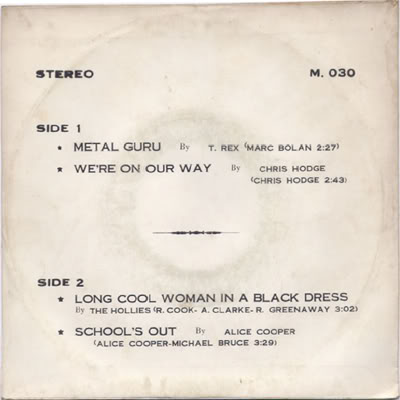 STEREO M. 030
SIDE 1
• METAL GURU By T. REX (MARC BOLAN 2:27)
★ WE'RE ON OUR WAY By CHRIS HODGE
(CHRIS HODGE 2:43)
SIDE 2
★ LONG COOL WOMAN IN A BLACK DRESS
By THE HOLLIES (R. COOK- A. CLARKE- R. GREENAWAY 3:02)
★ SCHOOL'S OUT By ALICE COOPER
(ALICE COOPER-MICHAEL BRUCE 3:29)